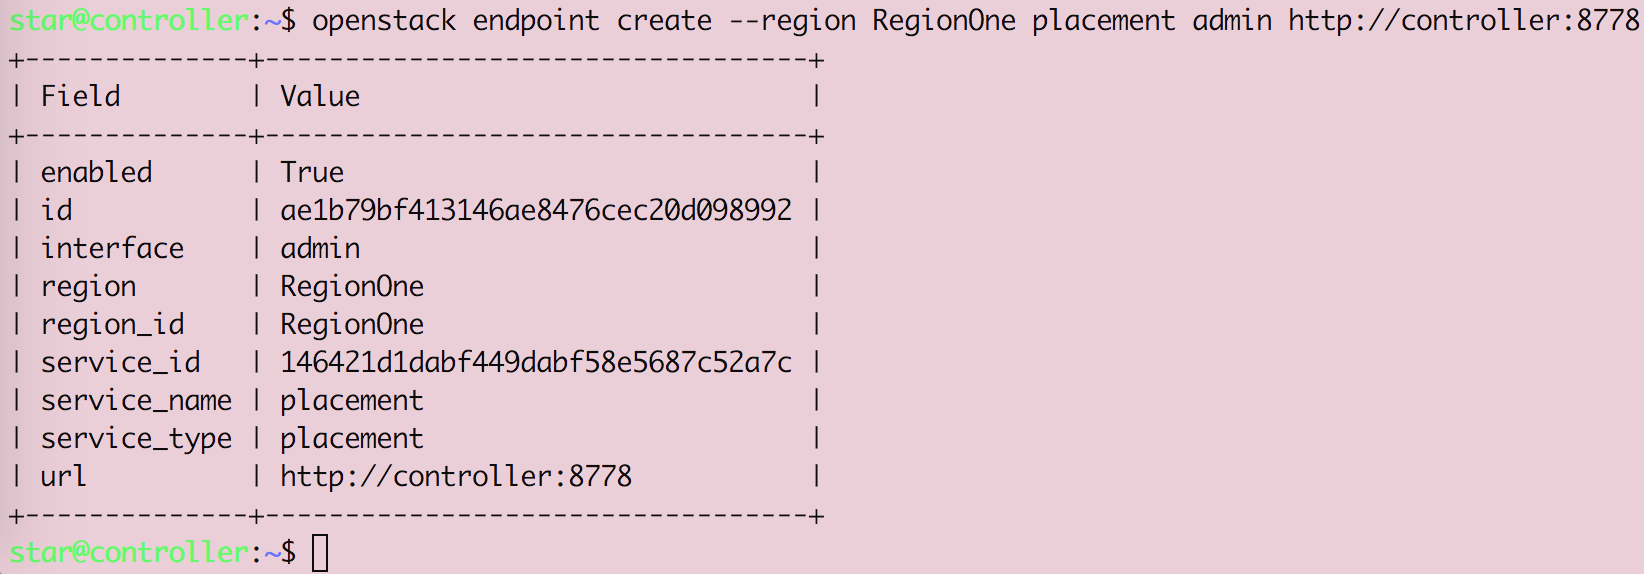 star@controller:~$ openstack endpoint create --region RegionOne placement admin http://controller:8778
+--------------+----------------------------------+
| Field        | Value                            |
+--------------+----------------------------------+
| enabled      | True                             |
| id           | ae1b79bf413146ae8476cec20d098992 |
| interface    | admin                            |
| region       | RegionOne                        |
| region_id    | RegionOne                        |
| service_id   | 146421d1dabf449dabf58e5687c52a7c |
| service_name | placement                        |
| service_type | placement                        |
| url          | http://controller:8778           |
+--------------+----------------------------------+
star@controller:~$